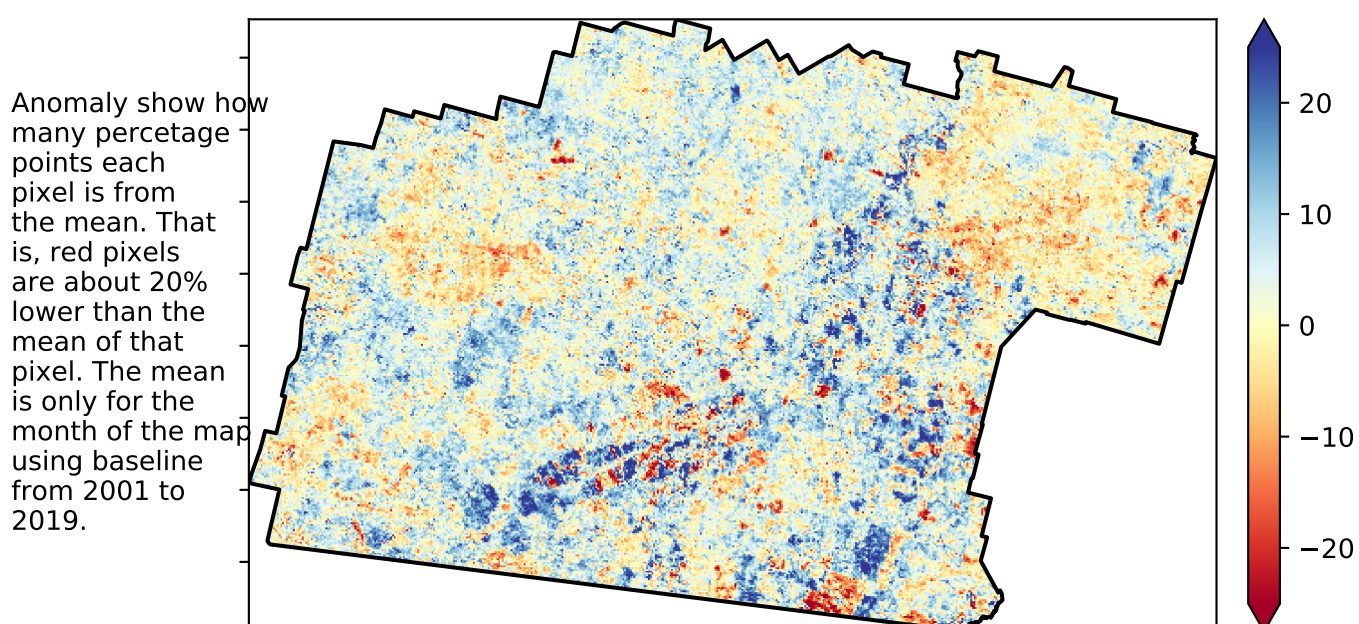 Anomaly show how
many percetage
points each
pixel is from
the mean. That
is, red pixels
are about 20%
lower than the
mean of that
pixel. The mean
is only for the
month of the map
using baseline
from 2001 to
2019.
20
10
0
−10
−20